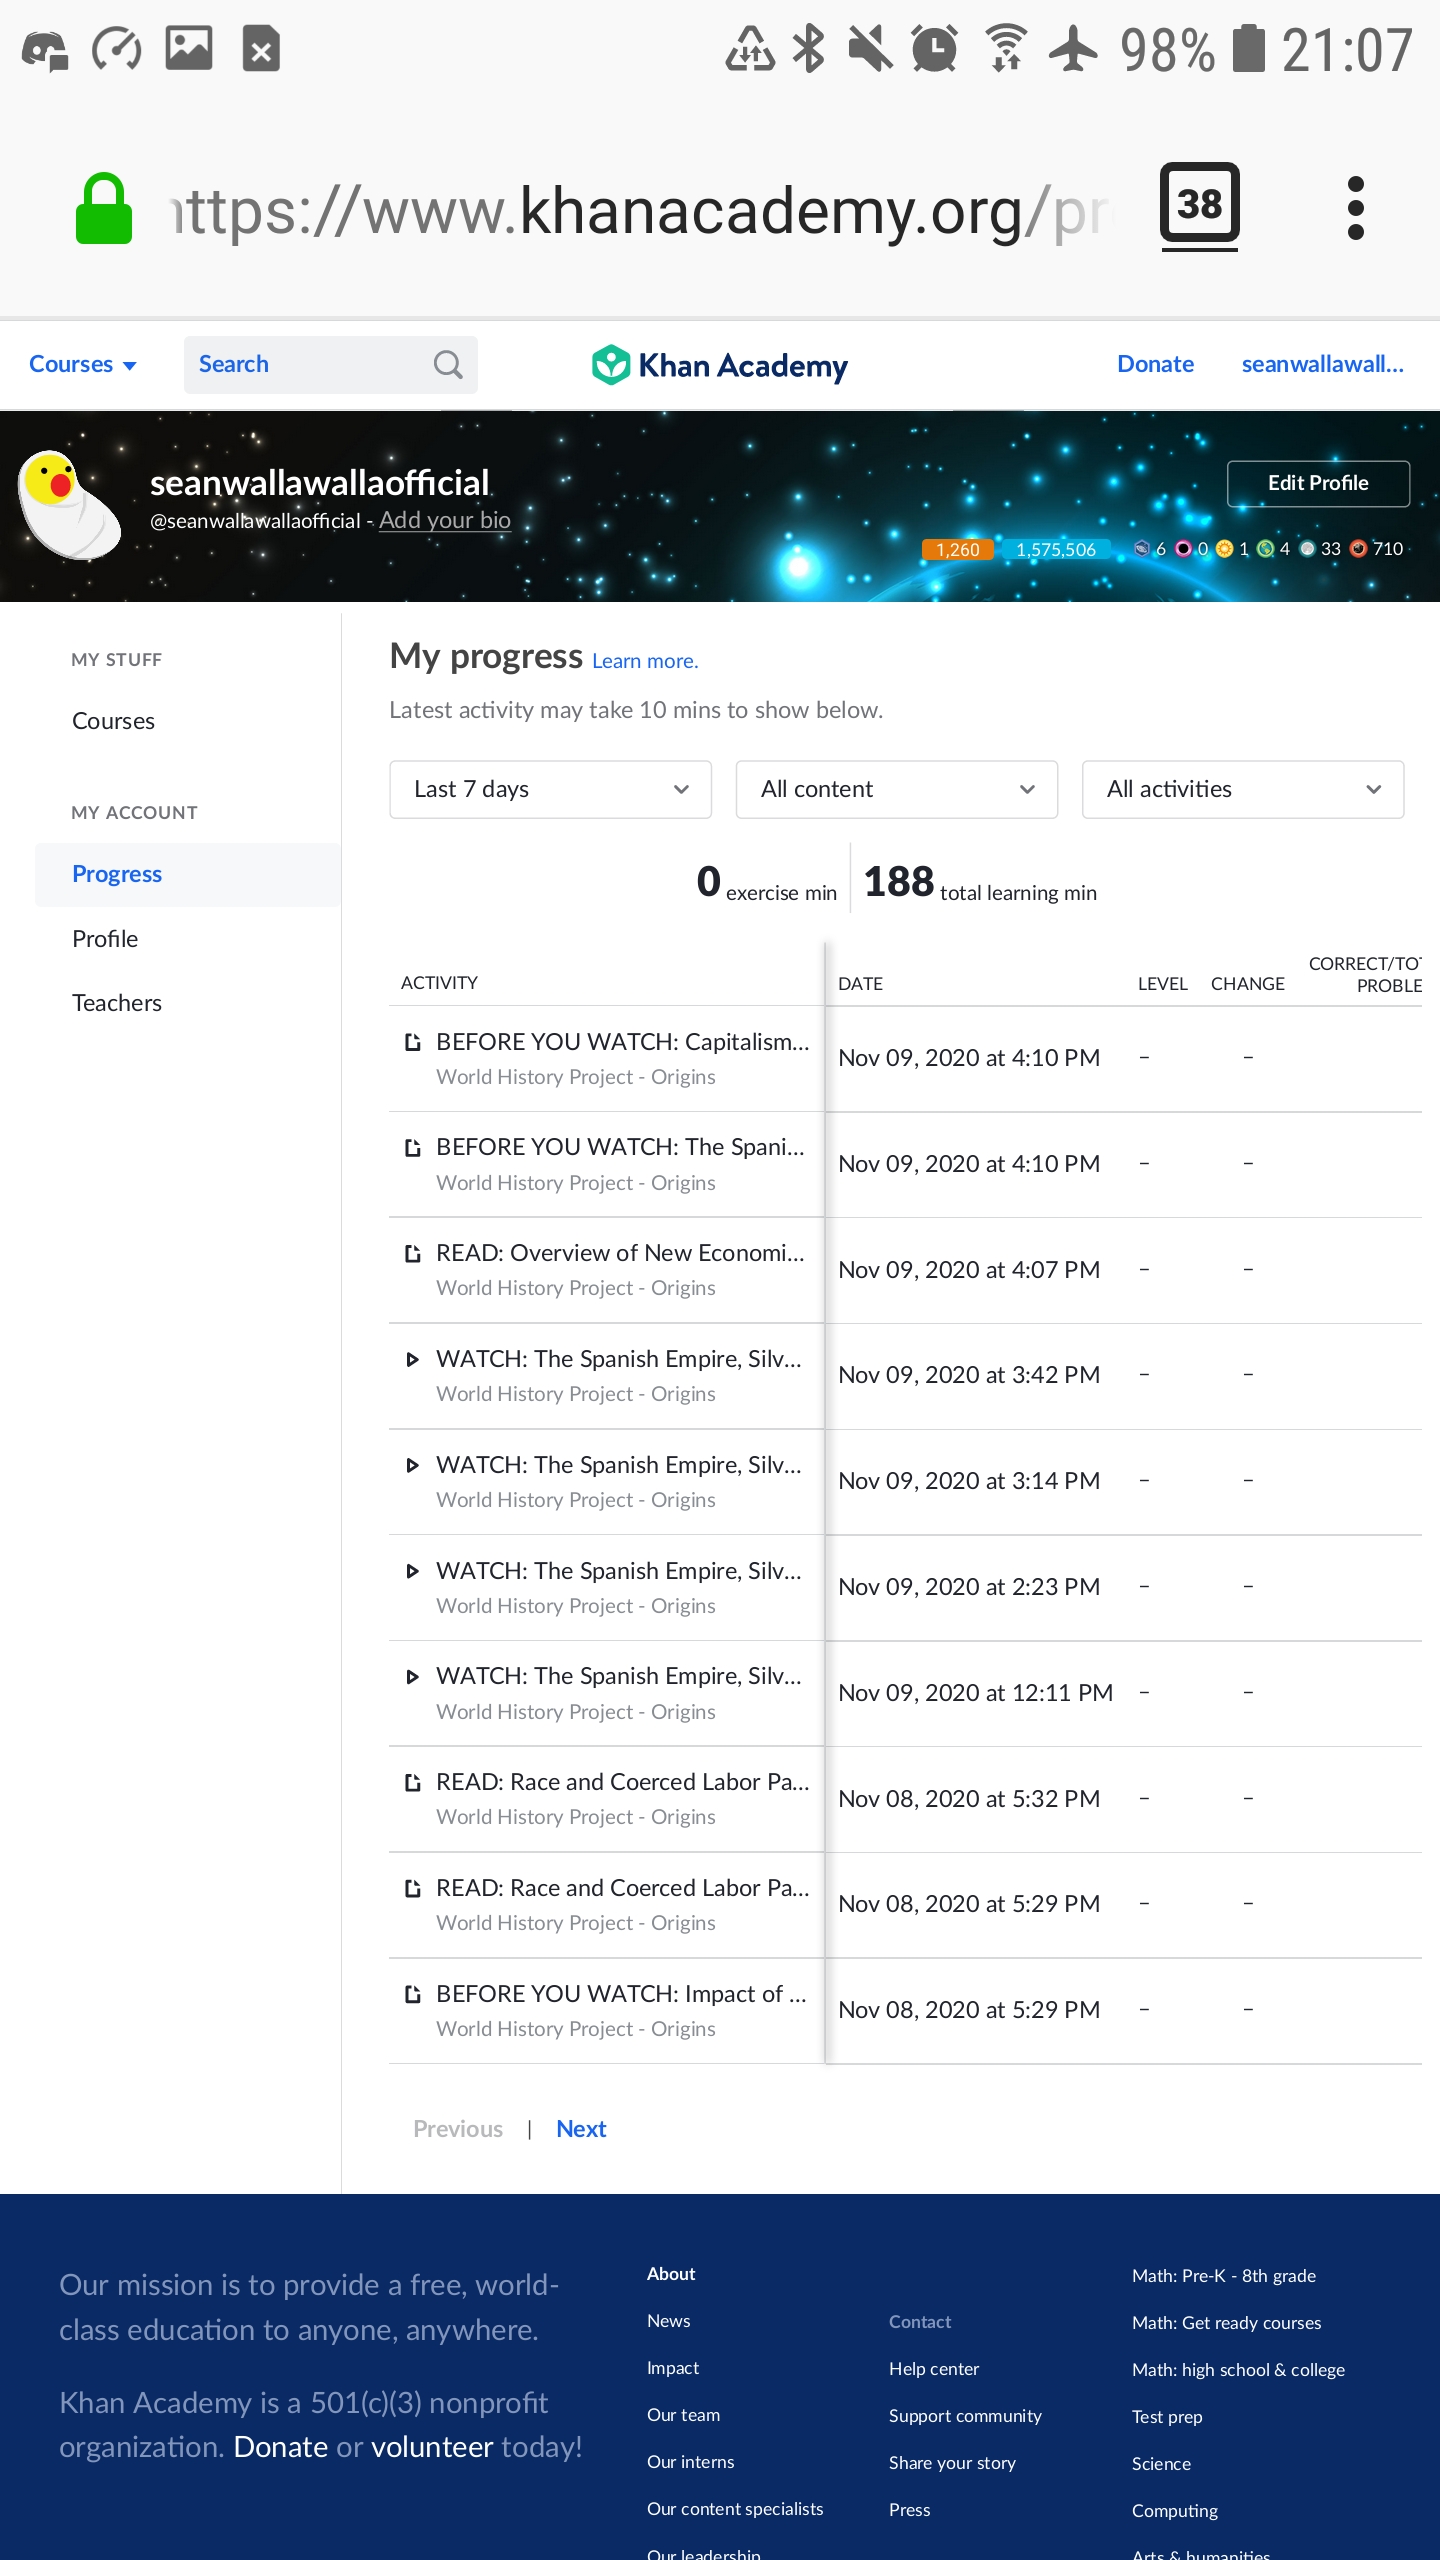 98% 21:07
https://www.khanacademy.org/pr
38
Courses
Search
Khan Academy
Donate
seanwallawall...
seanwallawallaofficial
@seanwallawallaofficial - Add your bio
Edit Profile
1,260 1,575,506 6 0 1 4 33 710
MY STUFF
Courses
MY ACCOUNT
Progress
Profile
Teachers
My progress Learn more.
Latest activity may take 10 mins to show below.
Last 7 days
All content
All activities
0 exercise min
188 total learning min
ACTIVITY DATE LEVEL CHANGE CORRECT/TOT
PROBLE
BEFORE YOU WATCH: Capitalism...
World History Project - Origins
Nov 09, 2020 at 4:10 PM – –
BEFORE YOU WATCH: The Spani...
World History Project - Origins
Nov 09, 2020 at 4:10 PM – –
READ: Overview of New Economi...
World History Project - Origins
Nov 09, 2020 at 4:07 PM – –
WATCH: The Spanish Empire, Silv...
World History Project - Origins
Nov 09, 2020 at 3:42 PM – –
WATCH: The Spanish Empire, Silv...
World History Project - Origins
Nov 09, 2020 at 3:14 PM – –
WATCH: The Spanish Empire, Silv...
World History Project - Origins
Nov 09, 2020 at 2:23 PM – –
WATCH: The Spanish Empire, Silv...
World History Project - Origins
Nov 09, 2020 at 12:11 PM – –
READ: Race and Coerced Labor Pa...
World History Project - Origins
Nov 08, 2020 at 5:32 PM – –
READ: Race and Coerced Labor Pa...
World History Project - Origins
Nov 08, 2020 at 5:29 PM – –
BEFORE YOU WATCH: Impact of ...
World History Project - Origins
Nov 08, 2020 at 5:29 PM – –
Previous | Next
Our mission is to provide a free, world-
class education to anyone, anywhere.
Khan Academy is a 501(c)(3) nonprofit
organization. Donate or volunteer today!
About
News
Impact
Our team
Our interns
Our content specialists
Our leadership
Contact
Help center
Support community
Share your story
Press
Math: Pre-K - 8th grade
Math: Get ready courses
Math: high school & college
Test prep
Science
Computing
Arts & humanities